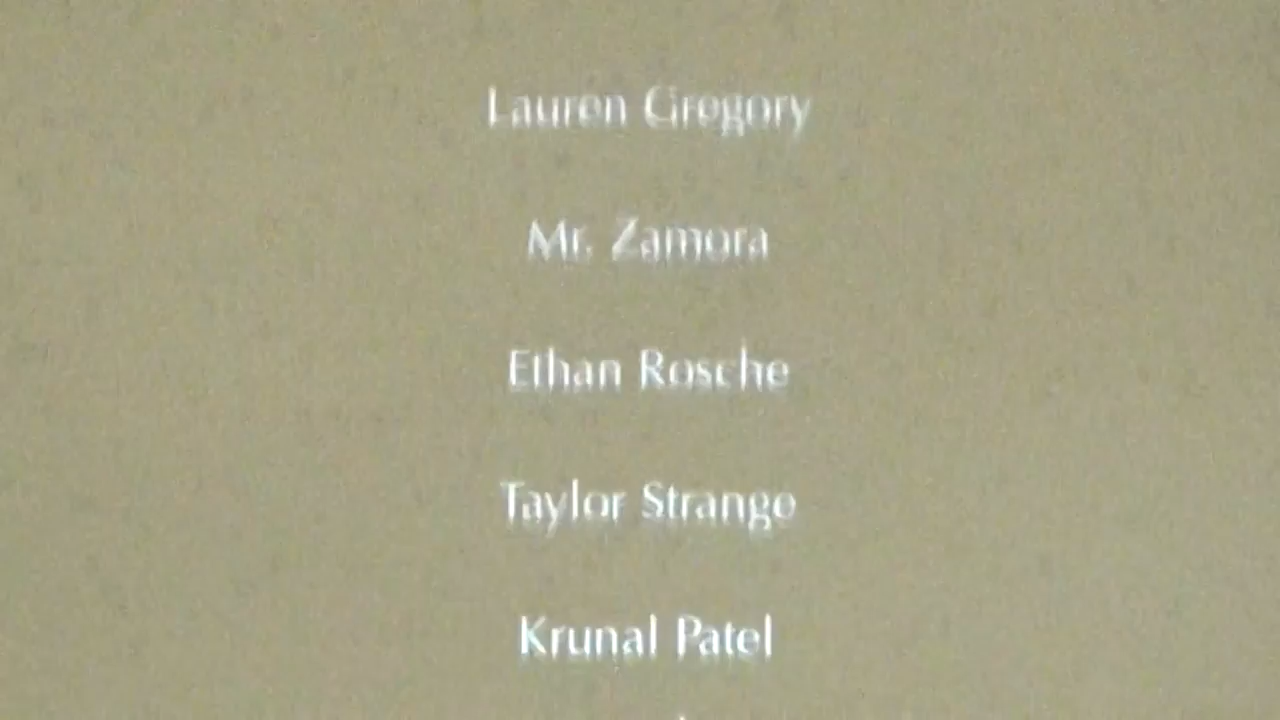 Lauren Gregory
Mr. Zamora
Ethan Rosche
Taylor Strange
Krunal Patel